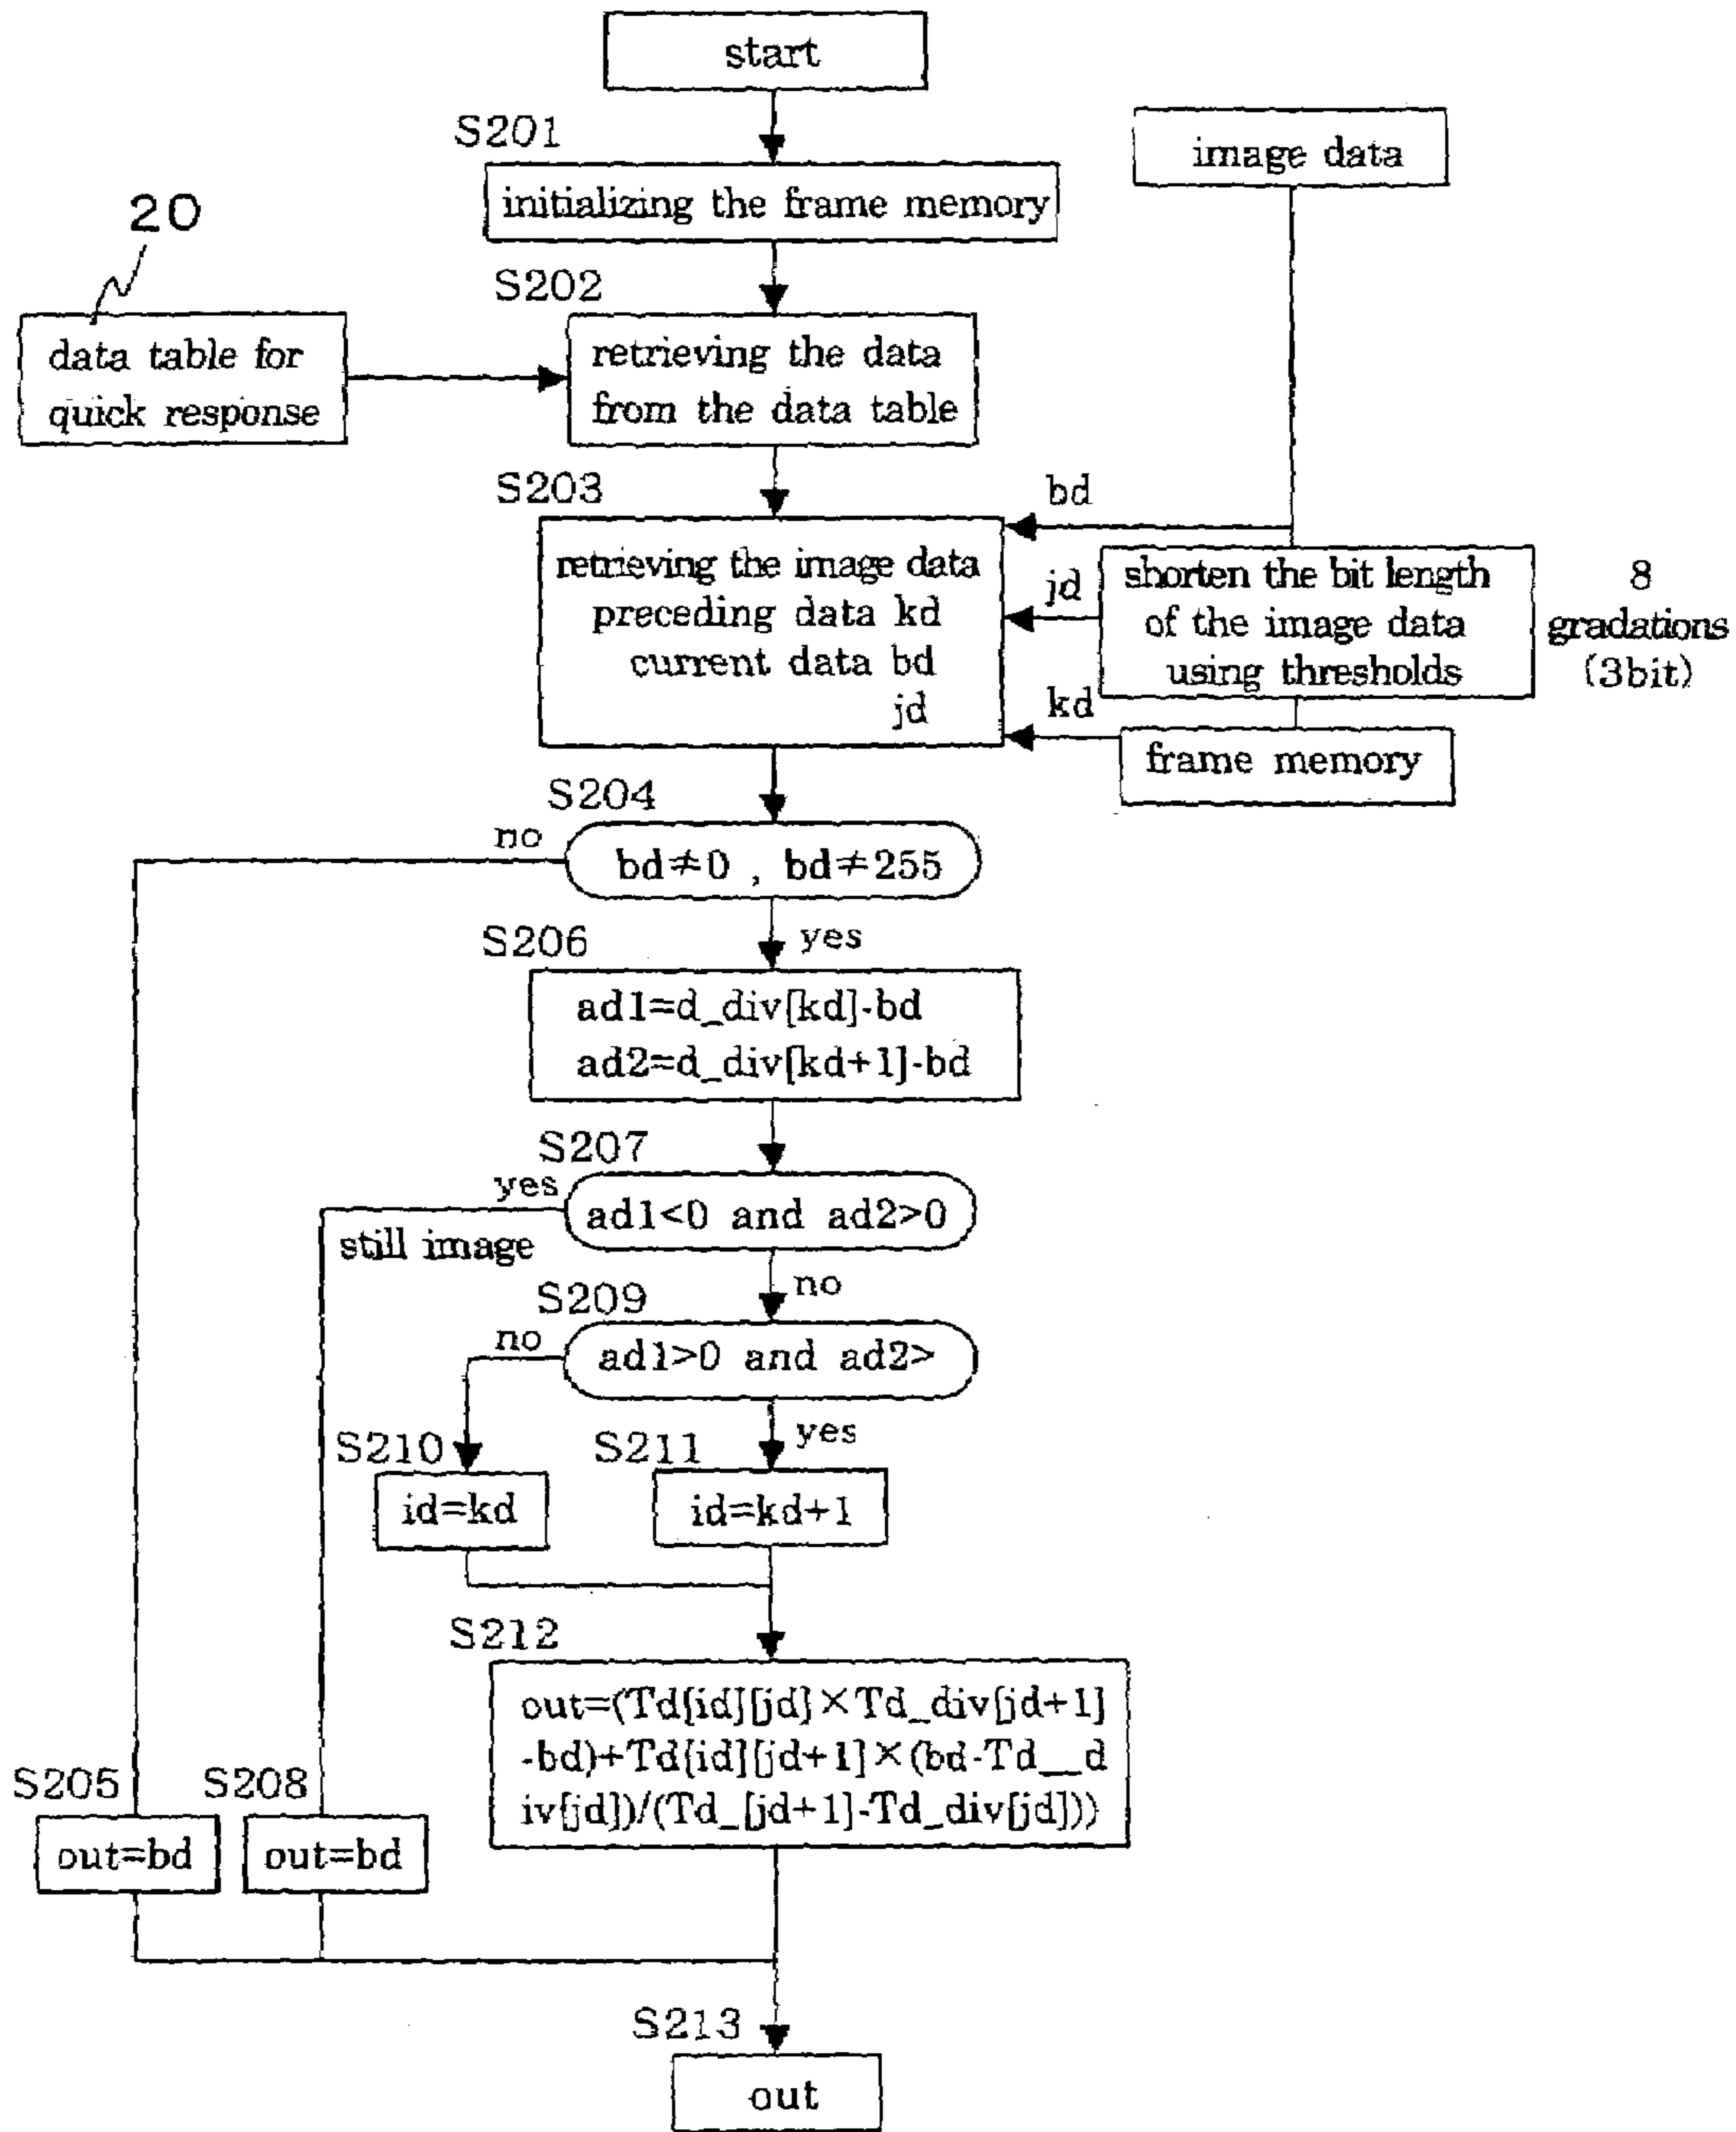 start
S201
image data
initializing the frame memory
20
S202
data table for
quick response
retrieving the data
from the data table
S203
bd
retrieving the image data
preceding data kd
current data bd
jd
jd
shorten the bit length
of the image data
using thresholds
8
gradations
(3bit)
kd
frame memory
S204
no
bd≠0 , bd≠255
yes
S206
ad1=d_div[kd]-bd
ad2=d_div[kd+1]-bd
S207
yes
ad1<0 and ad2>0
still image
no
S209
no
ad1>0 and ad2>
yes
S210
id=kd
S211
id=kd+1
S212
out=(Td[id][jd]×Td_div[jd+1]
-bd)+Td[id][jd+1]×(bd-Td__d
iv[jd])/(Td_[jd+1]-Td_div[jd]))
S205
out=bd
S208
out=bd
S213
out